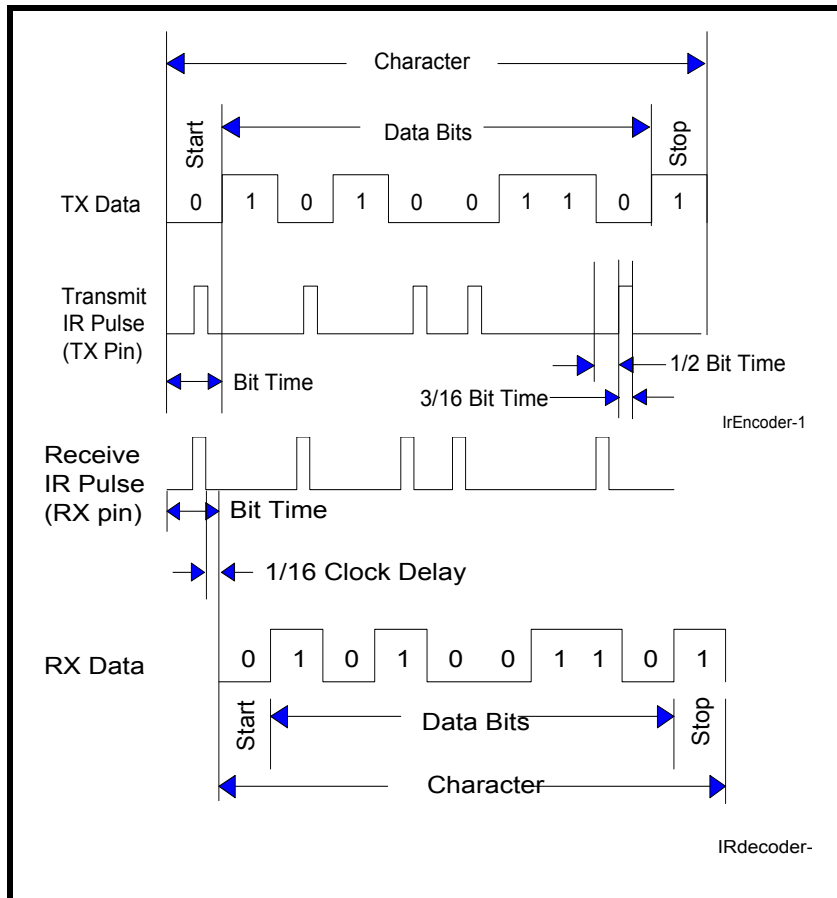 Character
Start
Data Bits
Stop
TX Data
0 1 0 1 0 0 1 1 0 1
Transmit
IR Pulse
(TX Pin)
Bit Time
1/2 Bit Time
3/16 Bit Time
IrEncoder-1
Receive
IR Pulse
(RX pin)
Bit Time
1/16 Clock Delay
RX Data
0 1 0 1 0 0 1 1 0 1
Start
Data Bits
Stop
Character
IRdecoder-